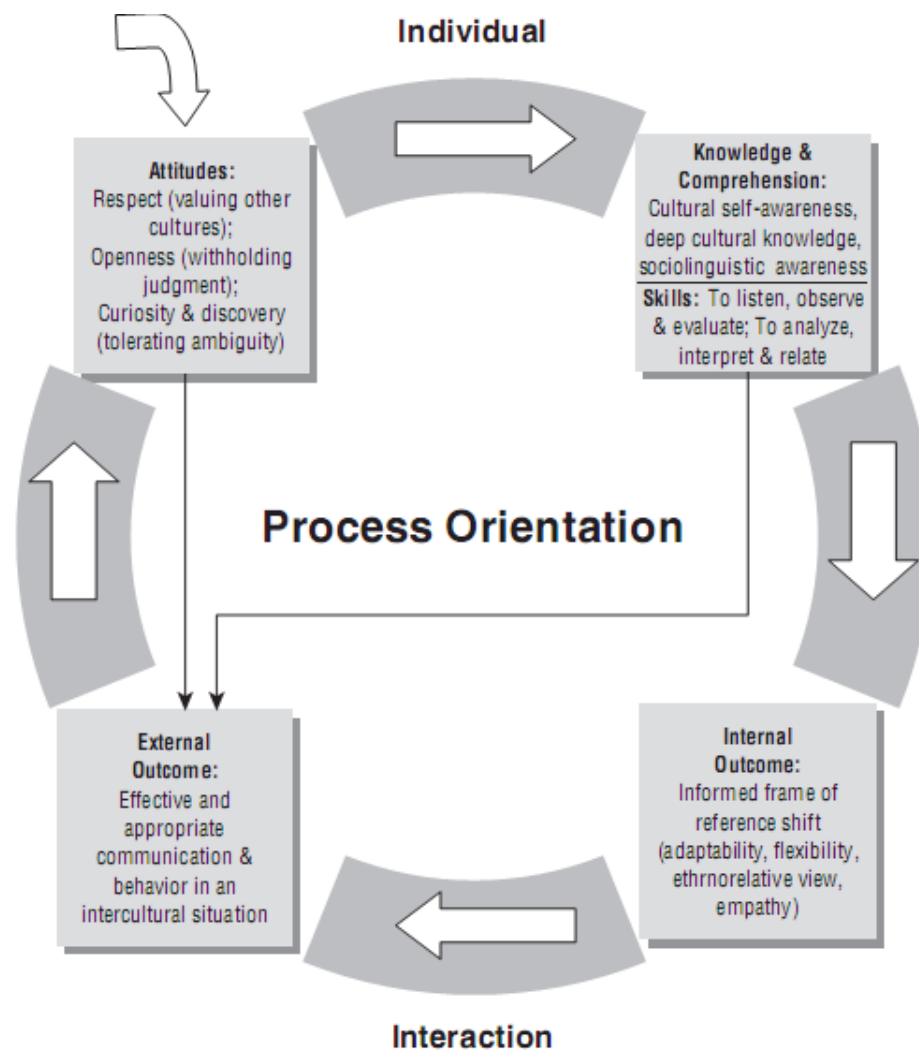 Individual
Attitudes:
Respect (valuing other
cultures);
Openness (withholding
judgment);
Curiosity & discovery
(tolerating ambiguity)
Knowledge &
Comprehension:
Cultural self-awareness,
deep cultural knowledge,
sociolinguistic awareness
Skills: To listen, observe
& evaluate; To analyze,
interpret & relate
Process Orientation
External
Outcome:
Effective and
appropriate
communication &
behavior in an
intercultural situation
Internal
Outcome:
Informed frame of
reference shift
(adaptability, flexibility,
ethrnorelative view,
empathy)
Interaction